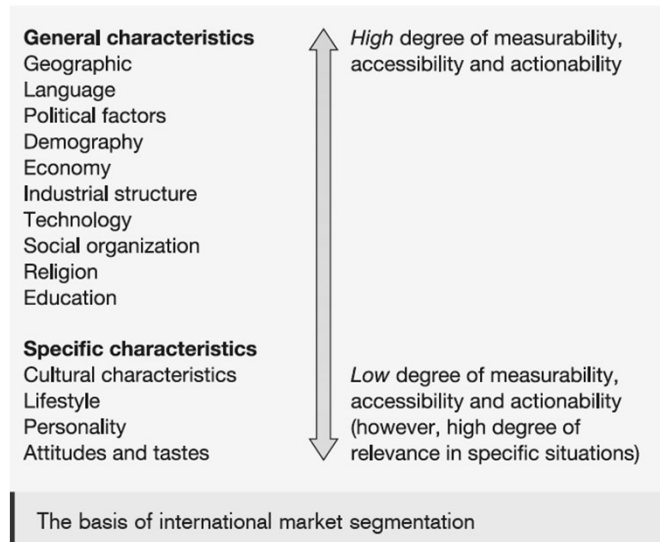 General characteristics
Geographic
Language
Political factors
Demography
Economy
Industrial structure
Technology
Social organization
Religion
Education
High degree of measurability,
accessibility and actionability
Specific characteristics
Cultural characteristics
Lifestyle
Personality
Attitudes and tastes
Low degree of measurability,
accessibility and actionability
(however, high degree of
relevance in specific situations)
The basis of international market segmentation